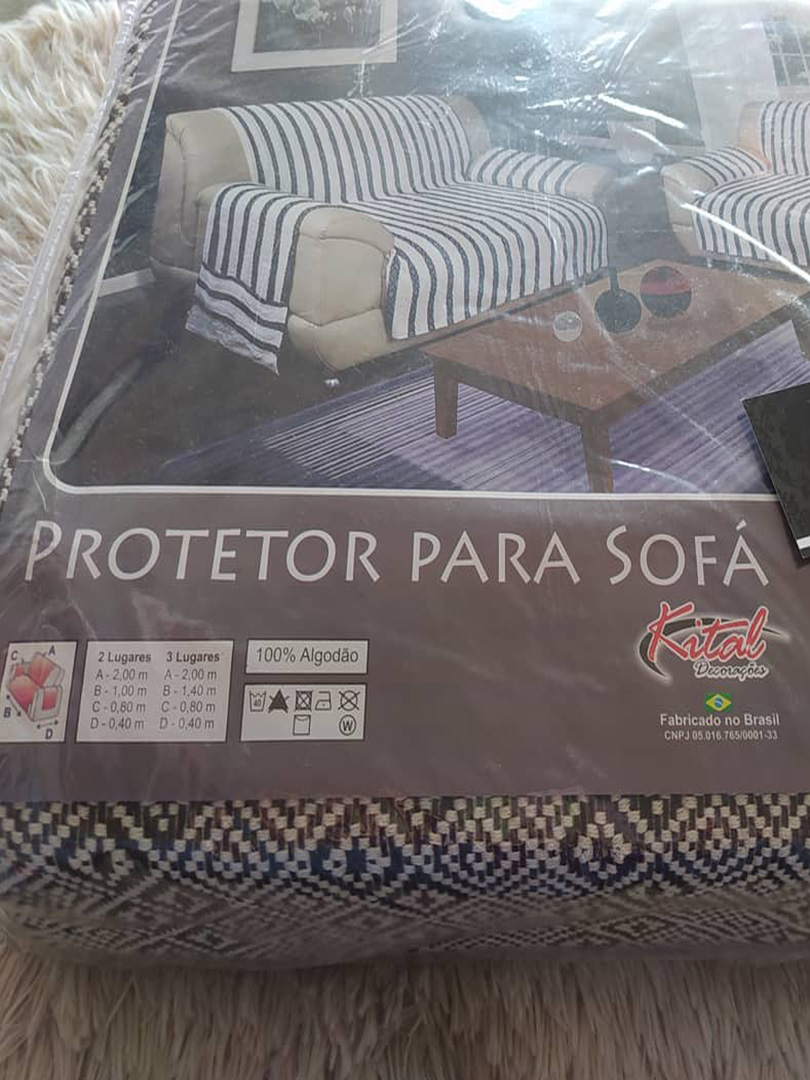 PROTETOR PARA SOFÁ
Kital
Decorações
C A
B
D
2 Lugares 3 Lugares
A - 2,00 m A - 2,00 m
B - 1,00 m B - 1,40 m
C - 0,80 m C - 0,80 m
D - 0,40 m D - 0,40 m
100% Algodão
40
W
Fabricado no Brasil
CNPJ 05.016.765/0001-33